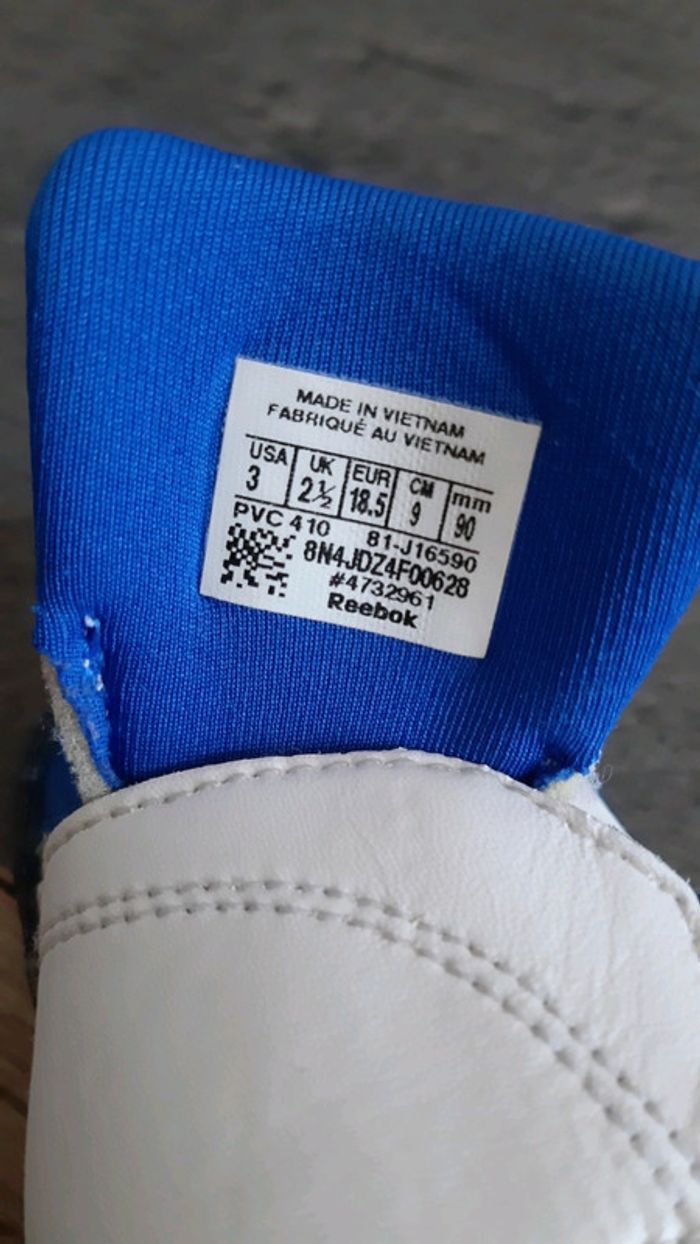 MADE IN VIETNAM
FABRIQUÉ AU VIETNAM
USA UK EUR CM mm
3 2½ 18.5 9 90
PVC 410 81-J16590
8N4JDZ4F00628
#4732961
Reebok